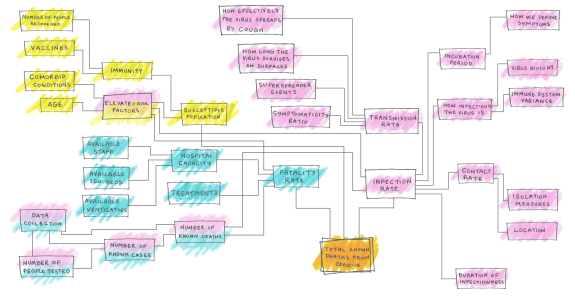 NUMBER OF PEOPLE
RECOVERED
VACCINES
COMORBID
CONDITIONS
AGE
IMMUNITY
ELEVATED RISK
FACTORS
SUSCEPTIBLE
POPULATION
HOW EFFECTIVELY
THE VIRUS SPREADS
BY COUGH
HOW LONG THE
VIRUS SURVIVES
ON SURFACES
SUPERSPREADER
EVENTS
SYMPTOMATICITY
RATIO
TRANSMISSION
RATE
INCUBATION
PERIOD
HOW WE DEFINE
SYMPTOMS
HOW INFECTIOUS
THE VIRUS IS
VIRUS BIOLOGY
IMMUNE SYSTEM
VARIANCE
AVAILABLE
STAFF
AVAILABLE
ICU BEDS
AVAILABLE
VENTILATORS
HOSPITAL
CAPACITY
TREATMENTS
FATALITY
RATE
INFECTION
RATE
CONTACT
RATE
ISOLATION
MEASURES
LOCATION
DURATION OF
INFECTIOUSNESS
DATA
COLLECTION
NUMBER OF
PEOPLE TESTED
NUMBER OF
KNOWN CASES
NUMBER OF
KNOWN DEATHS
TOTAL KNOWN
DEATHS FROM
COVID-19